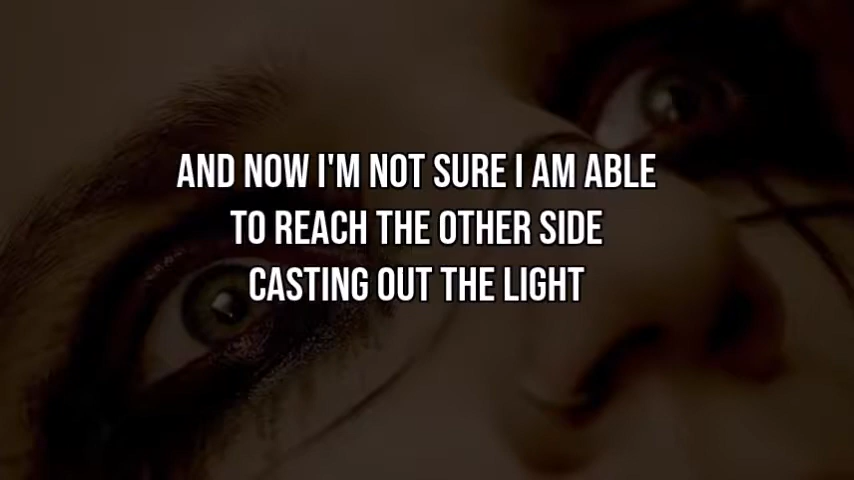 AND NOW I'M NOT SURE I AM ABLE
TO REACH THE OTHER SIDE
CASTING OUT THE LIGHT